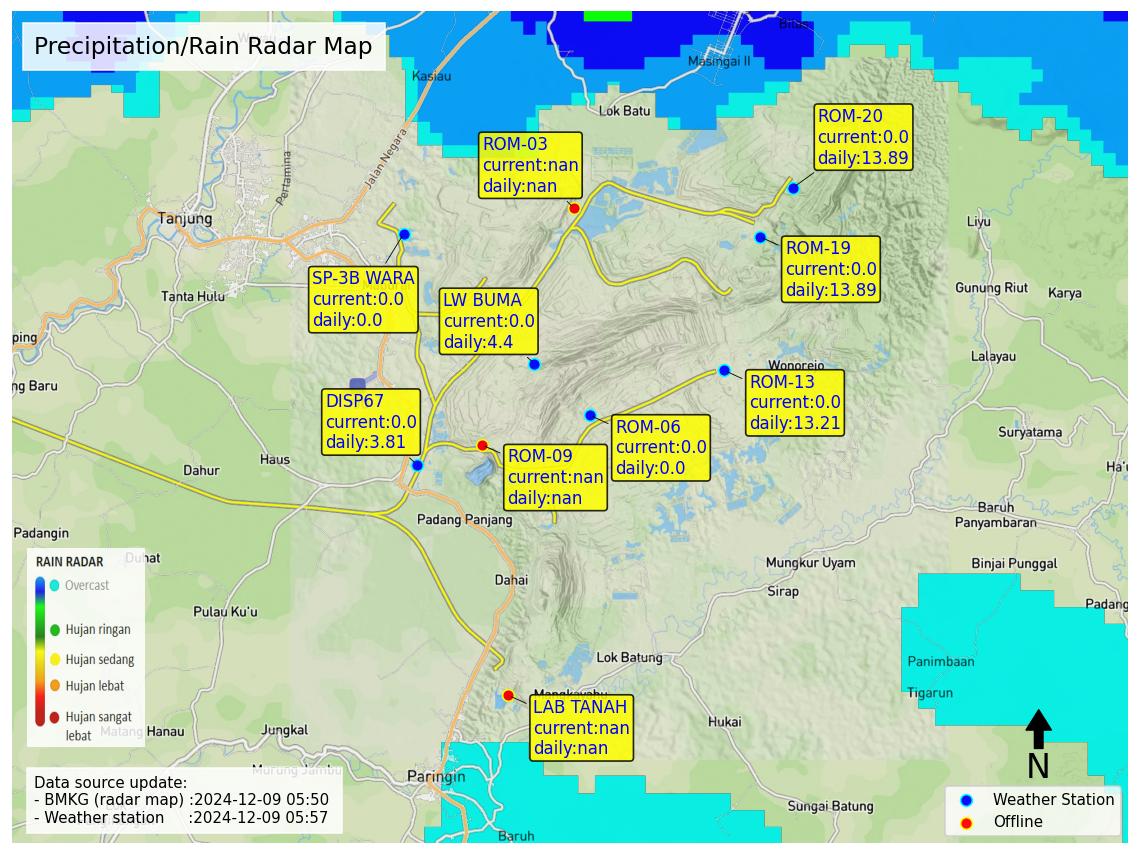 Precipitation/Rain Radar Map
Bilas
Masingai II
Kasiau
Lok Batu
Jalan Negara
Pertamina
Tanjung
Tanta Hulu
ROM-20
current:0.0
daily:13.89
ROM-03
current:nan
daily:nan
ROM-19
current:0.0
daily:13.89
SP-3B WARA
current:0.0
daily:0.0
LW BUMA
current:0.0
daily:4.4
Liyu
Gunung Riut
Karya
Lalayau
ping
ng Baru
Wonorejo
ROM-13
current:0.0
daily:13.21
DISP67
current:0.0
daily:3.81
ROM-06
current:0.0
daily:0.0
ROM-09
current:nan
daily:nan
Suryatama
Ha'u
Haus
Dahur
Padang Panjang
Baruh
Panyambaran
Padangin
Duhat
Dahai
Mungkur Uyam
Binjai Punggal
Sirap
Padang
Pulau Ku'u
RAIN RADAR
Overcast
Hujan ringan
Hujan sedang
Hujan lebat
Hujan sangat
lebat
Lok Batung
Panimbaan
Tigarun
Mangkayahu
LAB TANAH
current:nan
daily:nan
Hukai
Matang Hanau
Jungkal
Murung Jambu
Paringin
Sungai Batung
Baruh
N
Data source update:
- BMKG (radar map) :2024-12-09 05:50
- Weather station :2024-12-09 05:57
Weather Station
Offline